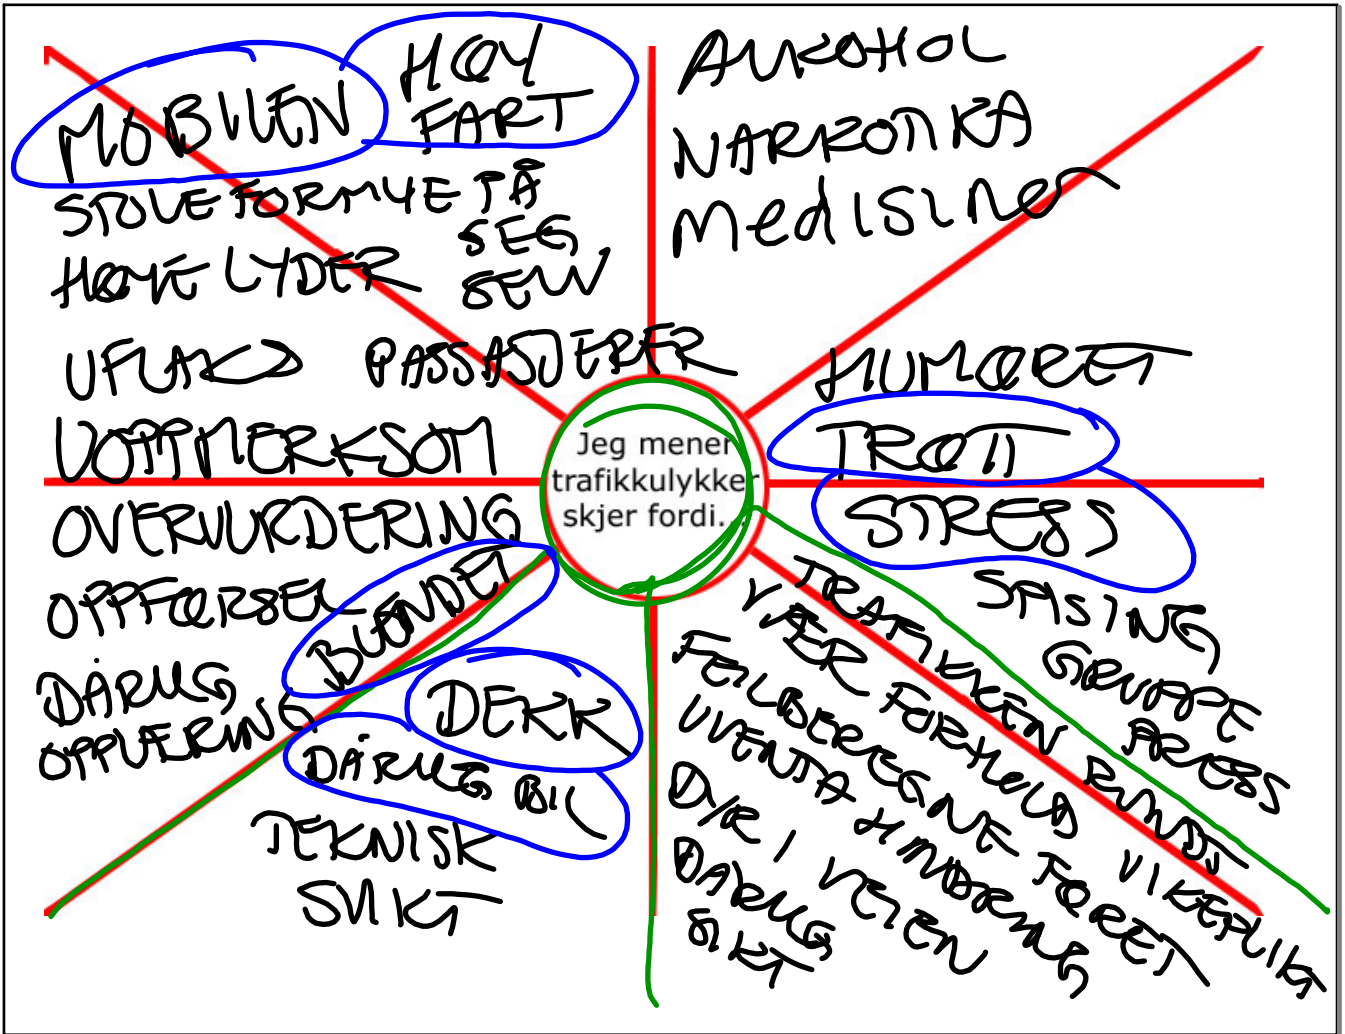 MOBILEN
HØY
FART
STOLE FOR MYE PÅ
SEG
SELV
HØYE LYDER
UFLAKS
PASSASJERER
UOPPMERKSOM
OVERVURDERING
OPPFØRSEL
BLENDET
DÅRLIG
OPPLÆRING
DEKK
DÅRLIG BIL
TEKNISK
SVIKT
ALKOHOL
NARKOTIKA
MedISINer
HUMØRET
TRØTT
STRESS
SPISING
GRUPPE
PRESS
Jeg mener
trafikkulykker
skjer fordi...
TRAFIKKEN RUNDT
VÆR FORHOLD VIKEPLIKT
FEILBEREGNE FØRET
UVENTA HINDRING
DYR I VEIEN
DÅRLIG
SIKT